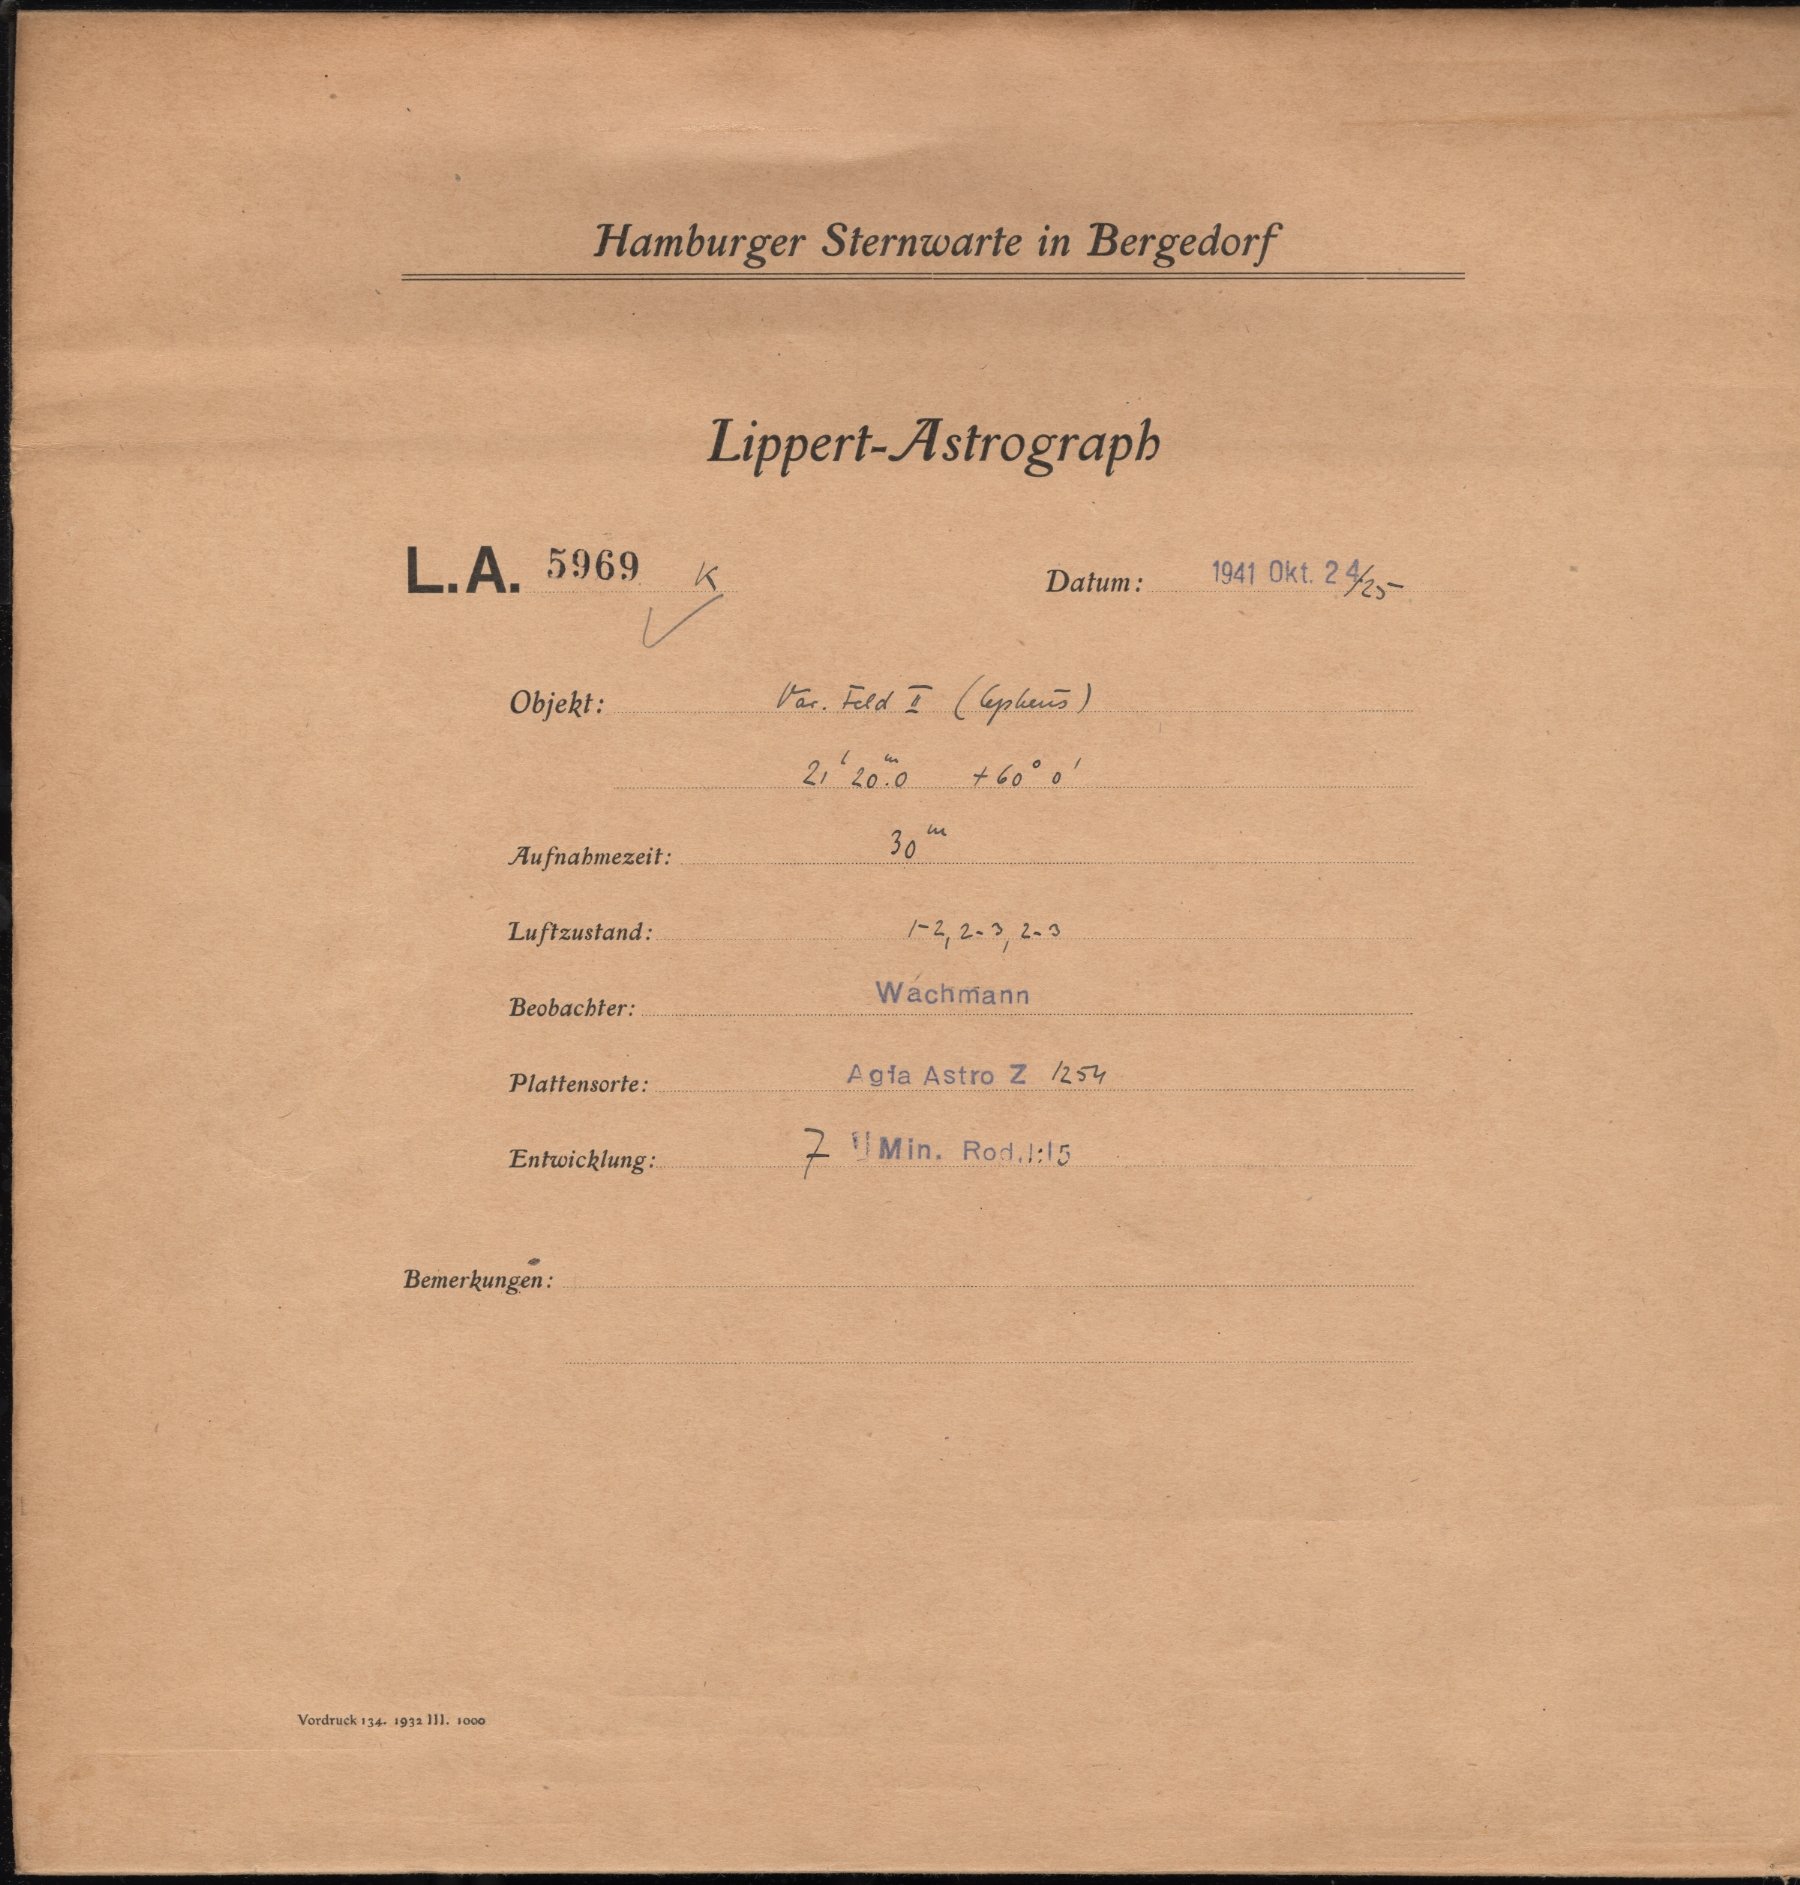 Hamburger Sternwarte in Bergedorf
Lippert-Astrograph
L.A. 5969 K Datum: 1941 Okt. 24/25
Objekt: Var. Feld II (Cepheus)
21ʰ 20ᵐ.0 +60° 0'
Aufnahmezeit: 30ᵐ
Luftzustand: 1-2, 2-3, 2-3
Beobachter: Wachmann
Plattensorte: Agfa Astro Z 1254
Entwicklung: 7 Min. Rod. 1:15
Bemerkungen:
Vordruck 134. 1932 III. 1000